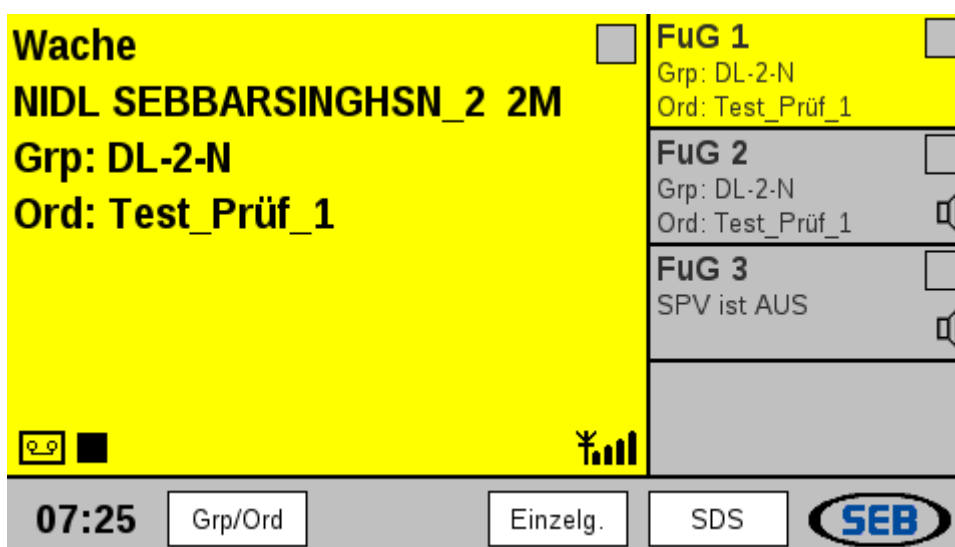 Wache
NIDL SEBBARSINGHSN_2 2M
Grp: DL-2-N
Ord: Test_Prüf_1
FuG 1
Grp: DL-2-N
Ord: Test_Prüf_1
FuG 2
Grp: DL-2-N
Ord: Test_Prüf_1
FuG 3
SPV ist AUS
07:25
Grp/Ord
Einzelg.
SDS
SEB